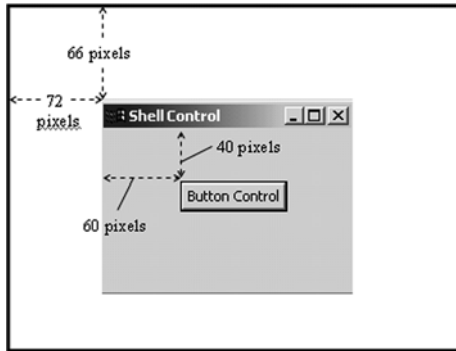 66 pixels
72
pixels
Shell Control
40 pixels
Button Control
60 pixels